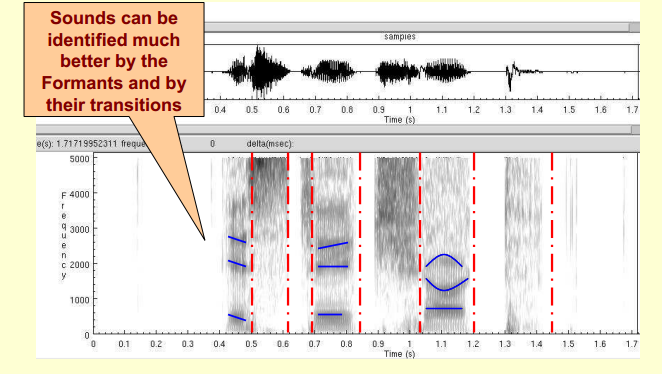 Sounds can be
identified much
better by the
Formants and by
their transitions
samples
0.4 0.5 0.6 0.7 0.8 0.9 1 1.1 1.2 1.3 1.4 1.5 1.6 1.7
Time (s)
e(s): 1.71719952311 freque 0 delta(msec):
5000
4000
3000
2000
1000
0
Frequency
0 0.1 0.2 0.3 0.4 0.5 0.6 0.7 0.8 0.9 1 1.1 1.2 1.3 1.4 1.5 1.6 1.7
Time (s)